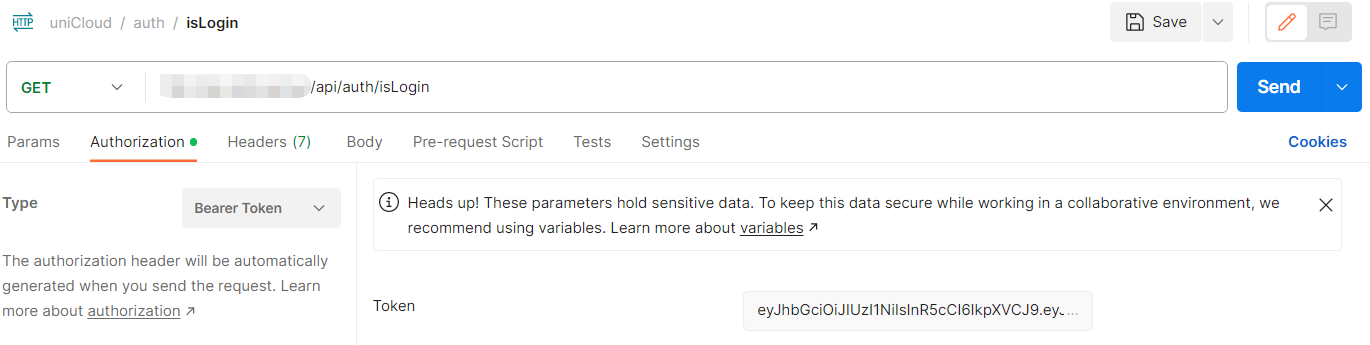 HTTP uniCloud / auth / isLogin Save
GET /api/auth/isLogin Send
Params Authorization Headers (7) Body Pre-request Script Tests Settings Cookies
Type Bearer Token
The authorization header will be automatically
generated when you send the request. Learn
more about authorization ↗
Heads up! These parameters hold sensitive data. To keep this data secure while working in a collaborative environment, we
recommend using variables. Learn more about variables ↗
Token eyJhbGciOiJIUzI1NiIsInR5cCI6IkpXVCJ9.eyJ...